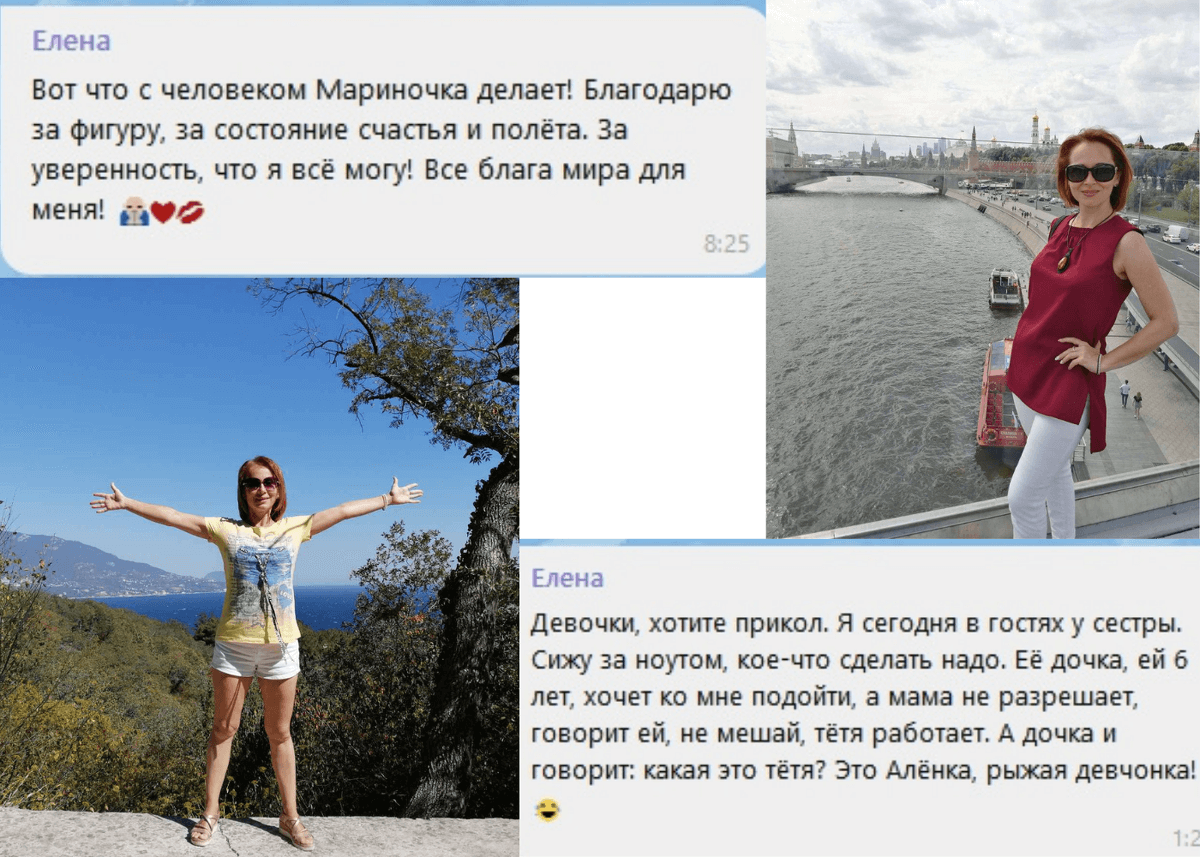 Елена
Вот что с человеком Мариночка делает! Благодарю
за фигуру, за состояние счастья и полёта. За
уверенность, что я всё могу! Все блага мира для
меня!
8:25
Елена
Девочки, хотите прикол. Я сегодня в гостях у сестры.
Сижу за ноутом, кое-что сделать надо. Её дочка, ей 6
лет, хочет ко мне подойти, а мама не разрешает,
говорит ей, не мешай, тётя работает. А дочка и
говорит: какая это тётя? Это Алёнка, рыжая девчонка!